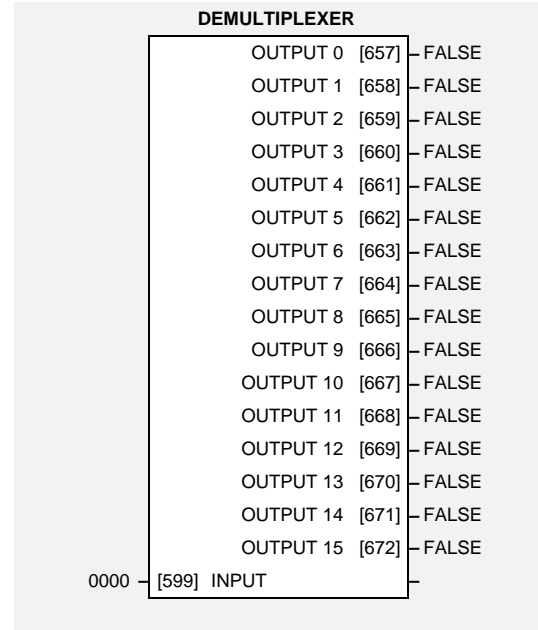 DEMULTIPLEXER
OUTPUT 0 [657] – FALSE
OUTPUT 1 [658] – FALSE
OUTPUT 2 [659] – FALSE
OUTPUT 3 [660] – FALSE
OUTPUT 4 [661] – FALSE
OUTPUT 5 [662] – FALSE
OUTPUT 6 [663] – FALSE
OUTPUT 7 [664] – FALSE
OUTPUT 8 [665] – FALSE
OUTPUT 9 [666] – FALSE
OUTPUT 10 [667] – FALSE
OUTPUT 11 [668] – FALSE
OUTPUT 12 [669] – FALSE
OUTPUT 13 [670] – FALSE
OUTPUT 14 [671] – FALSE
OUTPUT 15 [672] – FALSE
0000 – [599] INPUT –